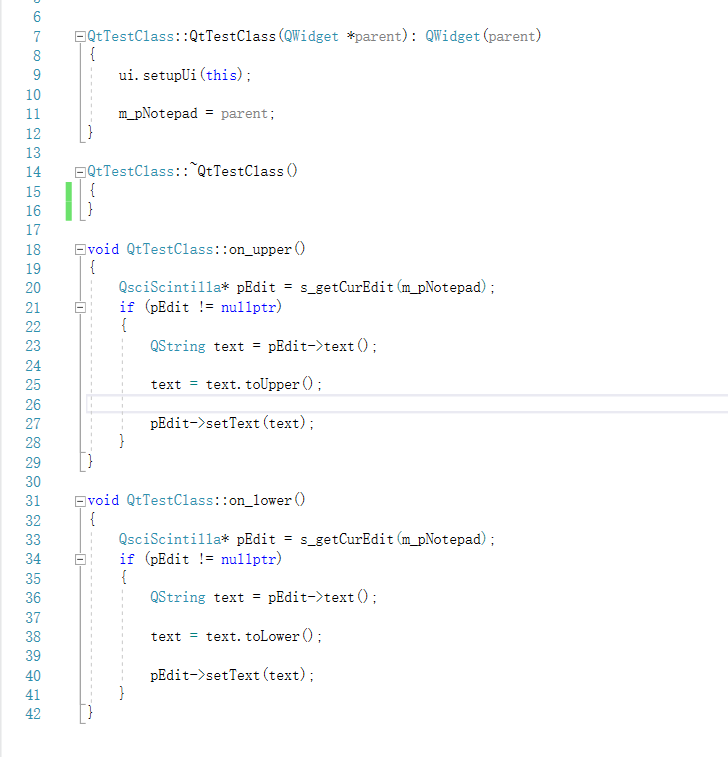 6
7 QtTestClass::QtTestClass(QWidget *parent): QWidget(parent)
8 {
9 ui.setupUi(this);
10
11 m_pNotepad = parent;
12 }
13
14 QtTestClass::~QtTestClass()
15 {
16 }
17
18 void QtTestClass::on_upper()
19 {
20 QsciScintilla* pEdit = s_getCurEdit(m_pNotepad);
21 if (pEdit != nullptr)
22 {
23 QString text = pEdit->text();
24
25 text = text.toUpper();
26
27 pEdit->setText(text);
28 }
29 }
30
31 void QtTestClass::on_lower()
32 {
33 QsciScintilla* pEdit = s_getCurEdit(m_pNotepad);
34 if (pEdit != nullptr)
35 {
36 QString text = pEdit->text();
37
38 text = text.toLower();
39
40 pEdit->setText(text);
41 }
42 }